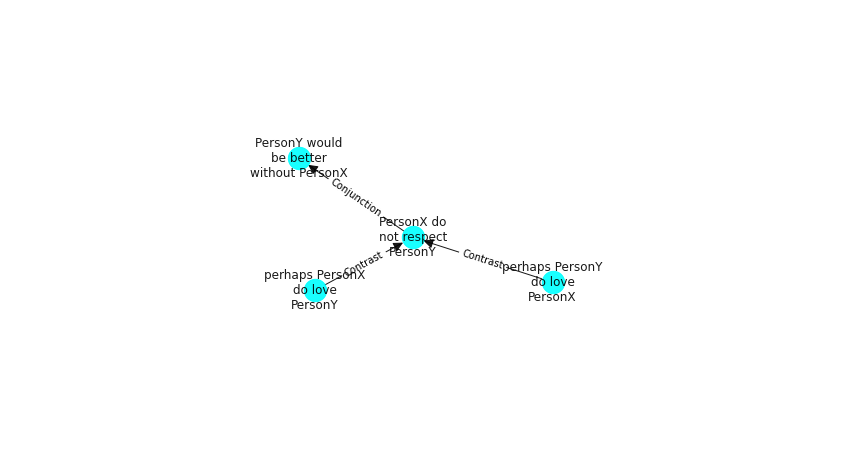 PersonY would
be better
without PersonX
Conjunction
PersonX do
not respect
PersonY
Contrast
Contrast
perhaps PersonX
do love
PersonY
perhaps PersonY
do love
PersonX